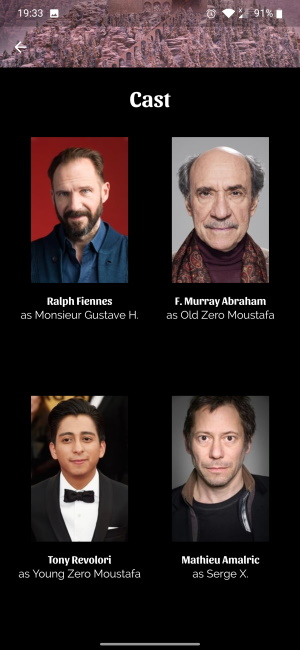 19:33
91%
Cast
Ralph Fiennes
as Monsieur Gustave H.
F. Murray Abraham
as Old Zero Moustafa
Tony Revolori
as Young Zero Moustafa
Mathieu Amalric
as Serge X.